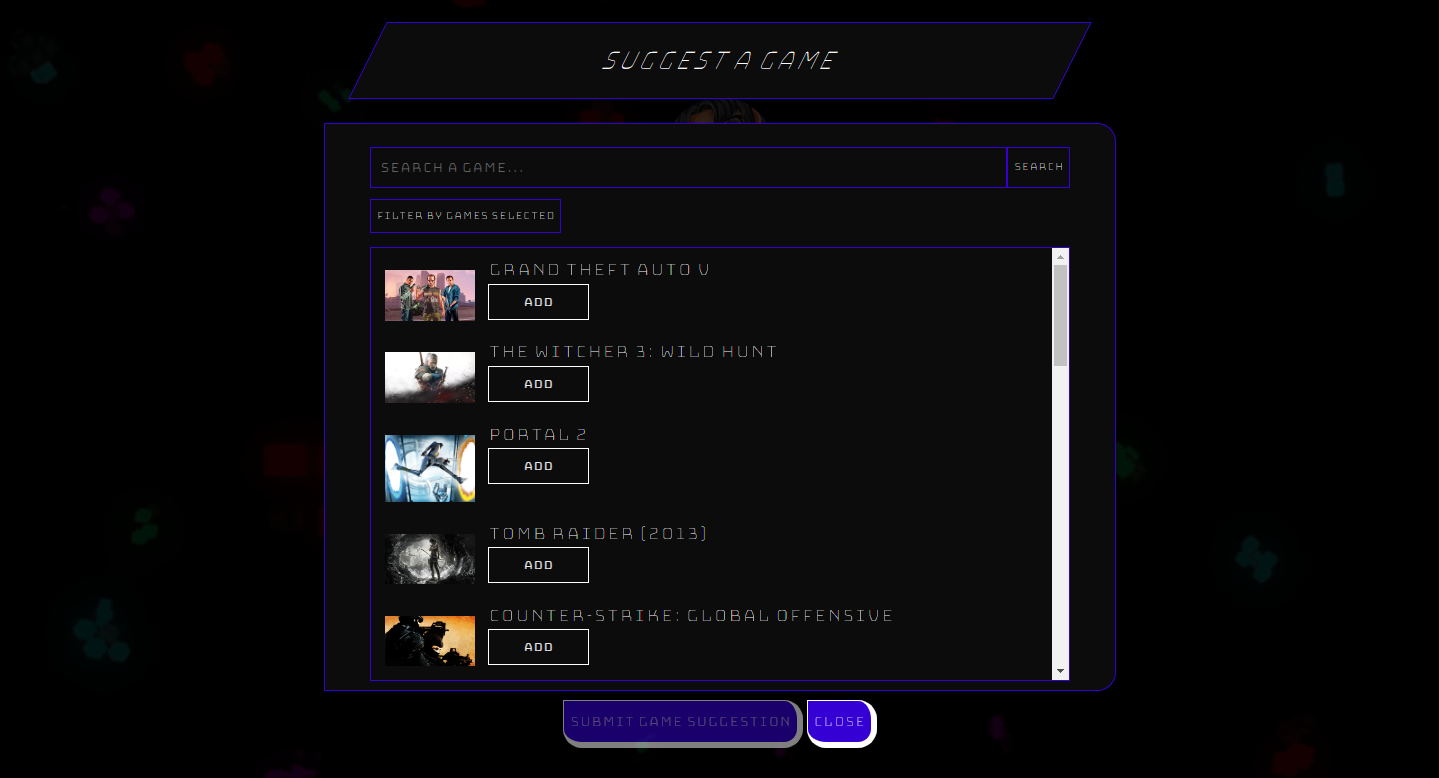 SUGGEST A GAME
SEARCH A GAME...
SEARCH
FILTER BY GAMES SELECTED
GRAND THEFT AUTO V
ADD
THE WITCHER 3: WILD HUNT
ADD
PORTAL 2
ADD
TOMB RAIDER (2013)
ADD
COUNTER-STRIKE: GLOBAL OFFENSIVE
ADD
SUBMIT GAME SUGGESTION
CLOSE